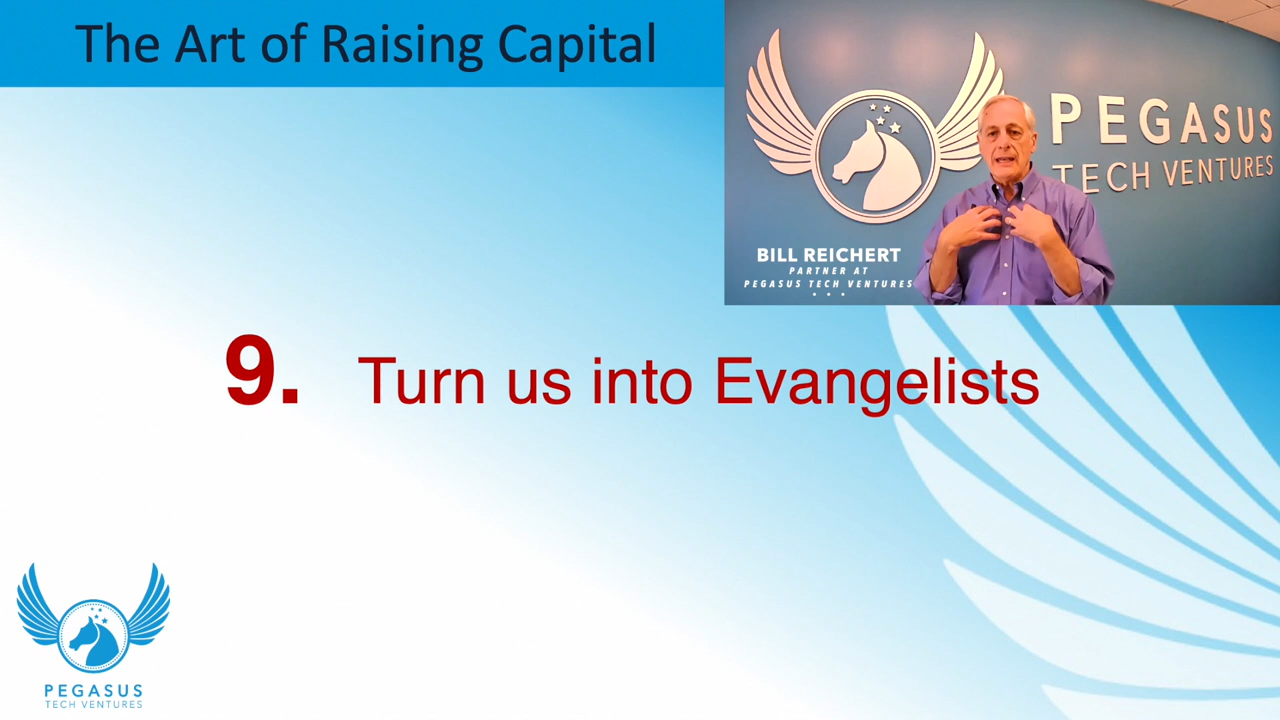 The Art of Raising Capital
PEGASUS
TECH VENTURES
BILL REICHERT
PARTNER AT
PEGASUS TECH VENTURES
9. Turn us into Evangelists
PEGASUS
TECH VENTURES